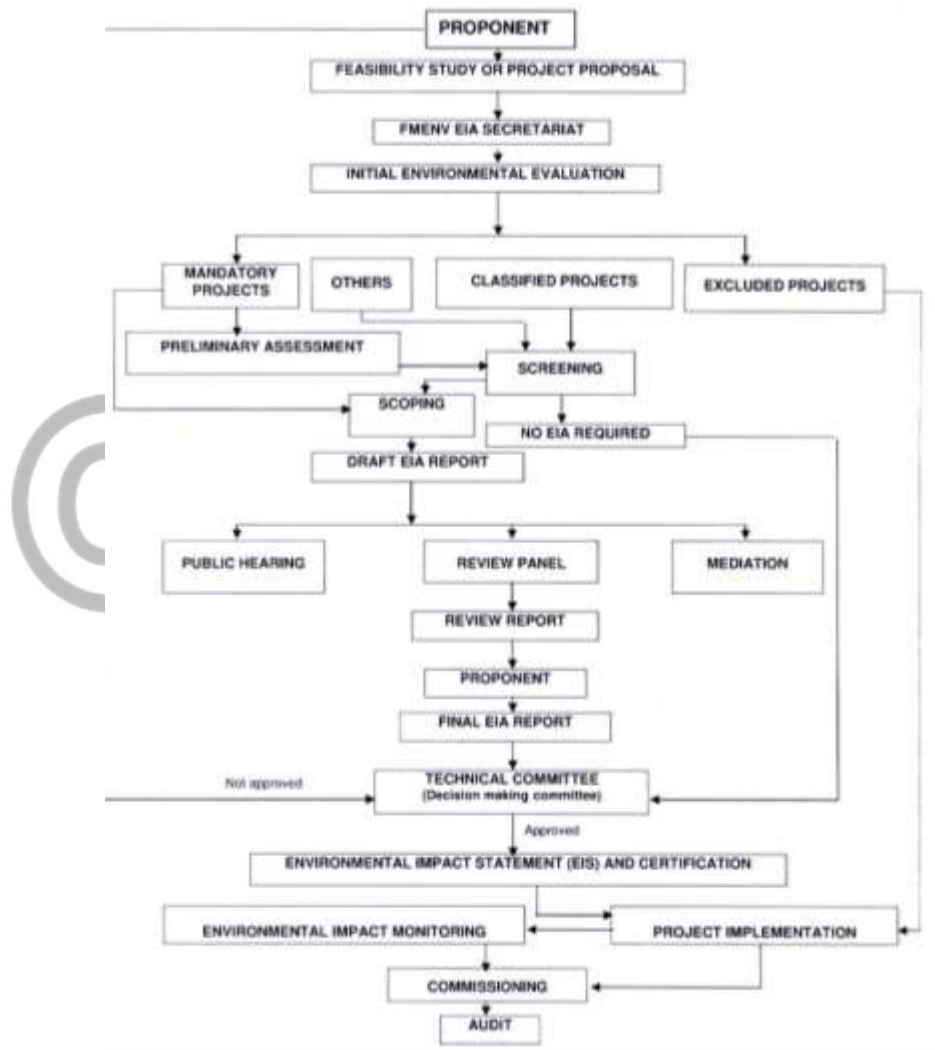 PROPONENT
FEASIBILITY STUDY OR PROJECT PROPOSAL
FMENV EIA SECRETARIAT
INITIAL ENVIRONMENTAL EVALUATION
MANDATORY
PROJECTS
OTHERS
CLASSIFIED PROJECTS
EXCLUDED PROJECTS
PRELIMINARY ASSESSMENT
SCREENING
SCOPING
NO EIA REQUIRED
DRAFT EIA REPORT
PUBLIC HEARING
REVIEW PANEL
MEDIATION
REVIEW REPORT
PROPONENT
FINAL EIA REPORT
Not approved
TECHNICAL COMMITTEE
(Decision making committee)
Approved
ENVIRONMENTAL IMPACT STATEMENT (EIS) AND CERTIFICATION
ENVIRONMENTAL IMPACT MONITORING
PROJECT IMPLEMENTATION
COMMISSIONING
AUDIT